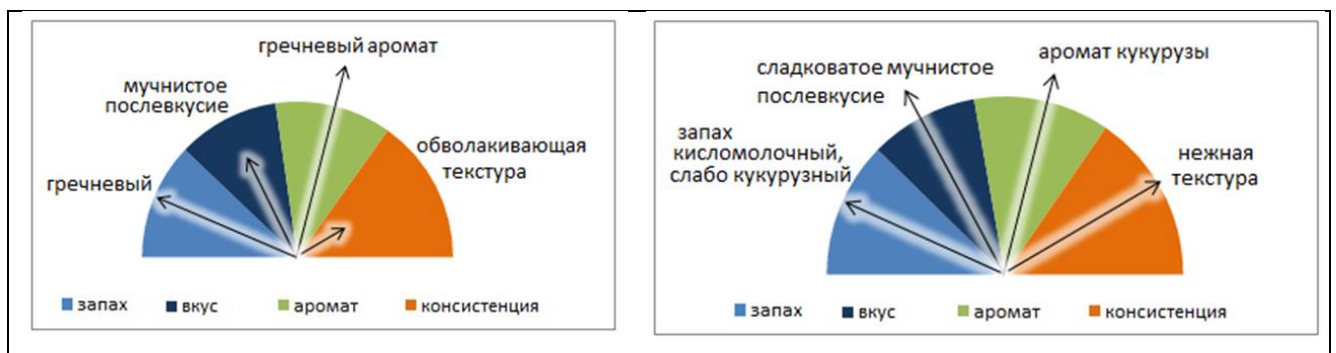 гречневый аромат
мучнистое
послевкусие
обволакивающая
текстура
гречневый
запах
вкус
аромат
консистенция
аромат кукурузы
сладковатое мучнистое
послевкусие
запах
кисломолочный,
слабо кукурузный
нежная
текстура
запах
вкус
аромат
консистенция